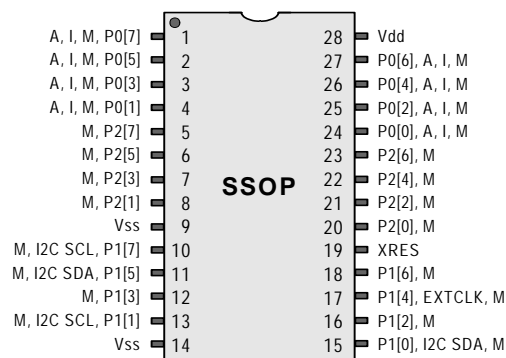 A, I, M, P0[7] 1 28 Vdd
A, I, M, P0[5] 2 27 P0[6], A, I, M
A, I, M, P0[3] 3 26 P0[4], A, I, M
A, I, M, P0[1] 4 25 P0[2], A, I, M
M, P2[7] 5 24 P0[0], A, I, M
M, P2[5] 6 23 P2[6], M
M, P2[3] 7 SSOP 22 P2[4], M
M, P2[1] 8 21 P2[2], M
Vss 9 20 P2[0], M
M, I2C SCL, P1[7] 10 19 XRES
M, I2C SDA, P1[5] 11 18 P1[6], M
M, P1[3] 12 17 P1[4], EXTCLK, M
M, I2C SCL, P1[1] 13 16 P1[2], M
Vss 14 15 P1[0], I2C SDA, M